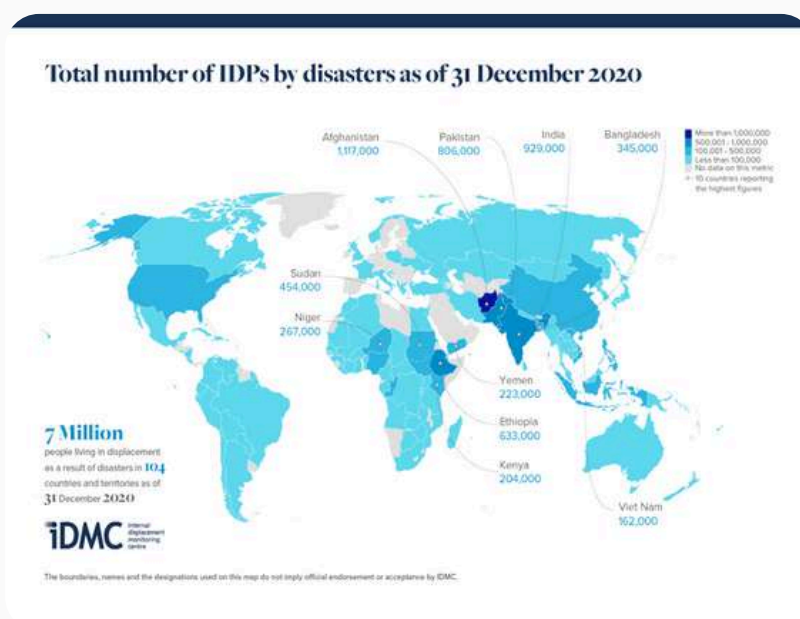 Total number of IDPs by disasters as of 31 December 2020
Afghanistan
1,117,000
Pakistan
806,000
India
929,000
Bangladesh
345,000
More than 1,000,000
500,001 - 1,000,000
100,001 - 500,000
Less than 100,000
No data on this metric
10 countries reporting
the highest figures
Sudan
454,000
Niger
267,000
Yemen
223,000
Ethiopia
633,000
Kenya
204,000
Viet Nam
162,000
7 Million
people living in displacement
as a result of disasters in 104
countries and territories as of
31 December 2020
iDMC
internal
displacement
monitoring
centre
The boundaries, names and the designations used on this map do not imply official endorsement or acceptance by IDMC.